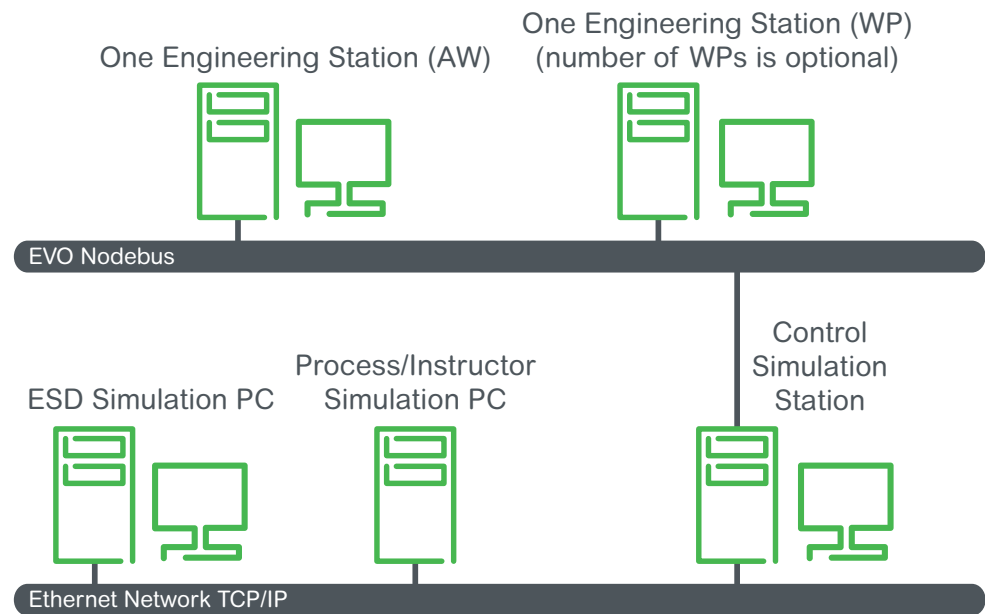 One Engineering Station (AW)
One Engineering Station (WP)
(number of WPs is optional)
EVO Nodebus
Control
Simulation
Station
Process/Instructor
Simulation PC
ESD Simulation PC
Ethernet Network TCP/IP